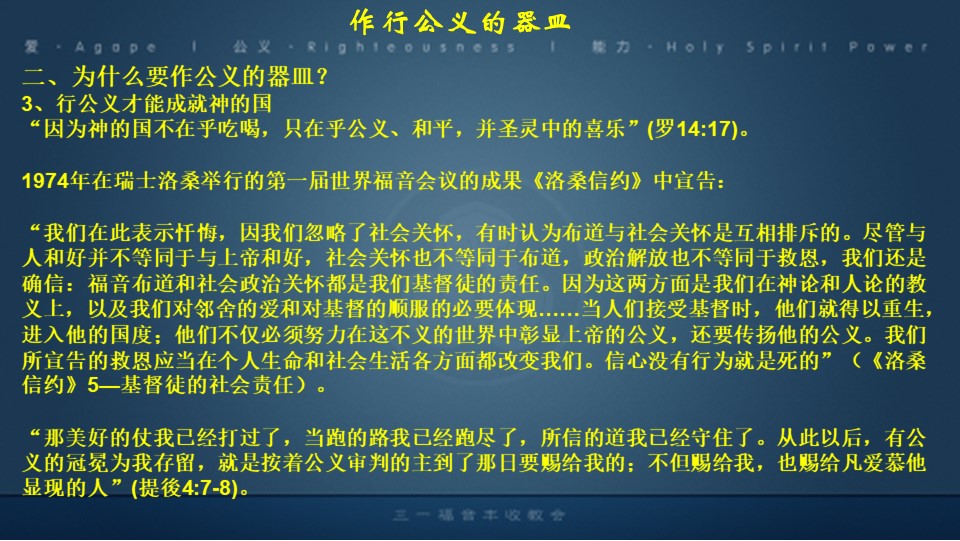 作行公义的器皿
爱 · Agape | 公义 · Righteousness | 能力 · Holy Spirit Power
二、为什么要作公义的器皿？
3、行公义才能成就神的国
“因为神的国不在乎吃喝，只在乎公义、和平，并圣灵中的喜乐”(罗14:17)。
1974年在瑞士洛桑举行的第一届世界福音会议的成果《洛桑信约》中宣告：
“我们在此表示忏悔，因我们忽略了社会关怀，有时认为布道与社会关怀是互相排斥的。尽管与
人和好并不等同于与上帝和好，社会关怀也不等同于布道，政治解放也不等同于救恩，我们还是
确信：福音布道和社会政治关怀都是我们基督徒的责任。因为这两方面是我们在神论和人论的教
义上，以及我们对邻舍的爱和对基督的顺服的必要体现……当人们接受基督时，他们就得以重生，
进入他的国度；他们不仅必须努力在这不义的世界中彰显上帝的公义，还要传扬他的公义。我们
所宣告的救恩应当在个人生命和社会生活各方面都改变我们。信心没有行为就是死的”（《洛桑
信约》5—基督徒的社会责任）。
“那美好的仗我已经打过了，当跑的路我已经跑尽了，所信的道我已经守住了。从此以后，有公
义的冠冕为我存留，就是按着公义审判的主到了那日要赐给我的；不但赐给我，也赐给凡爱慕他
显现的人”(提後4:7-8)。
三一福音丰收教会